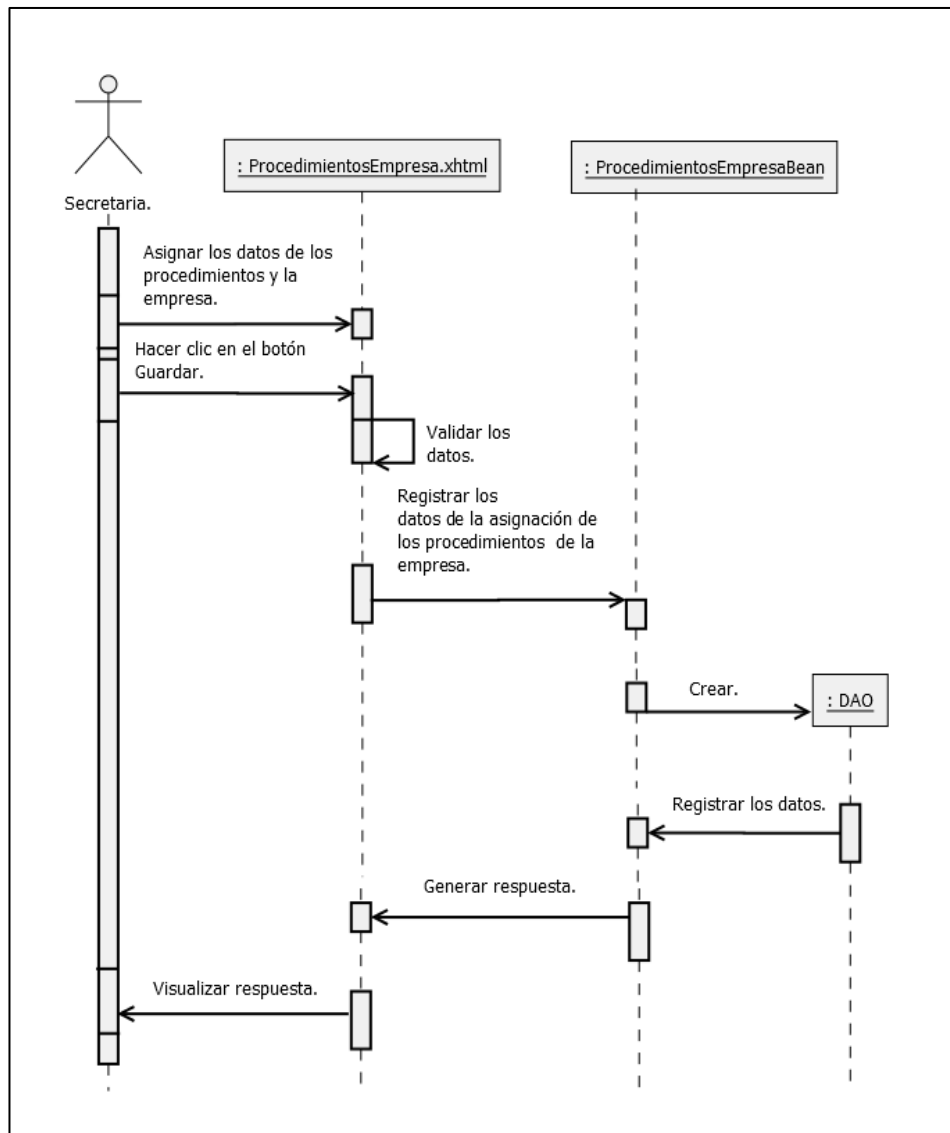 : ProcedimientosEmpresa.xhtml
: ProcedimientosEmpresaBean
Secretaria.
Asignar los datos de los
procedimientos y la
empresa.
Hacer clic en el botón
Guardar.
Validar los
datos.
Registrar los
datos de la asignación de
los procedimientos de la
empresa.
Crear.
: DAO
Registrar los datos.
Generar respuesta.
Visualizar respuesta.